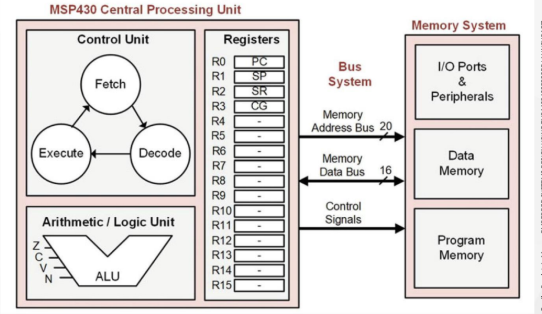 MSP430 Central Processing Unit
Control Unit
Fetch
Execute
Decode
Arithmetic / Logic Unit
Z
C
V
N
ALU
Registers
R0 PC
R1 SP
R2 SR
R3 CG
R4 -
R5 -
R6 -
R7 -
R8 -
R9 -
R10 -
R11 -
R12 -
R13 -
R14 -
R15 -
Bus
System
Memory
Address Bus 20
Memory
Data Bus 16
Control
Signals
Memory System
I/O Ports
&
Peripherals
Data
Memory
Program
Memory